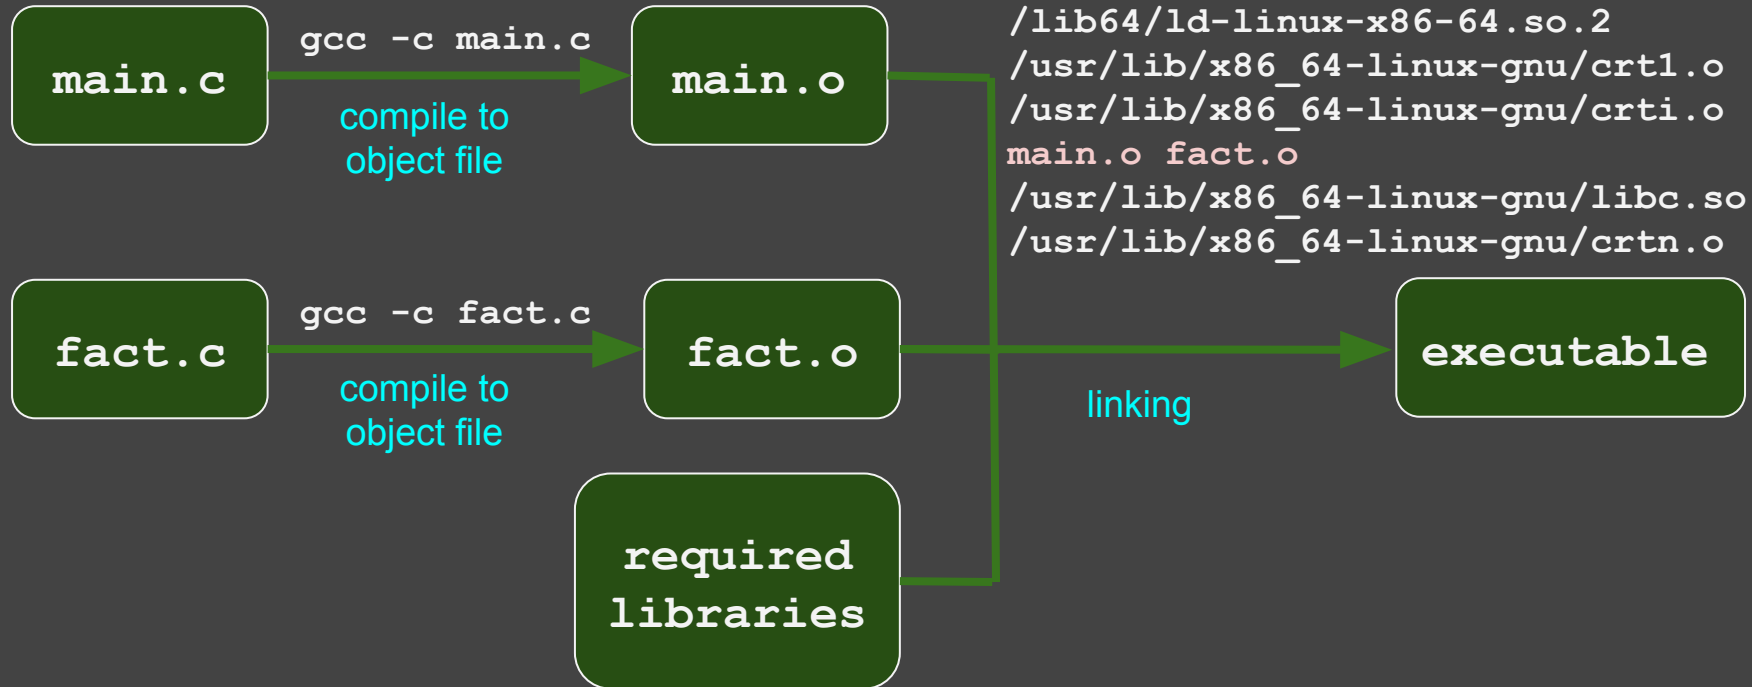 main.c
gcc -c main.c
compile to
object file
main.o
/lib64/ld-linux-x86-64.so.2
/usr/lib/x86_64-linux-gnu/crt1.o
/usr/lib/x86_64-linux-gnu/crti.o
main.o fact.o
/usr/lib/x86_64-linux-gnu/libc.so
/usr/lib/x86_64-linux-gnu/crtn.o
fact.c
gcc -c fact.c
compile to
object file
fact.o
linking
executable
required
libraries